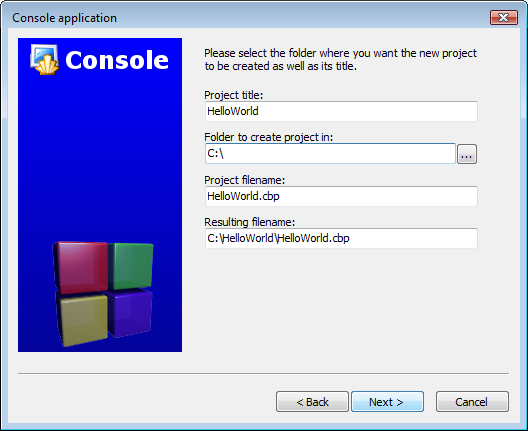 Console application
Console
Please select the folder where you want the new project
to be created as well as its title.
Project title:
HelloWorld
Folder to create project in:
C:\
...
Project filename:
HelloWorld.cbp
Resulting filename:
C:\HelloWorld\HelloWorld.cbp
< Back
Next >
Cancel